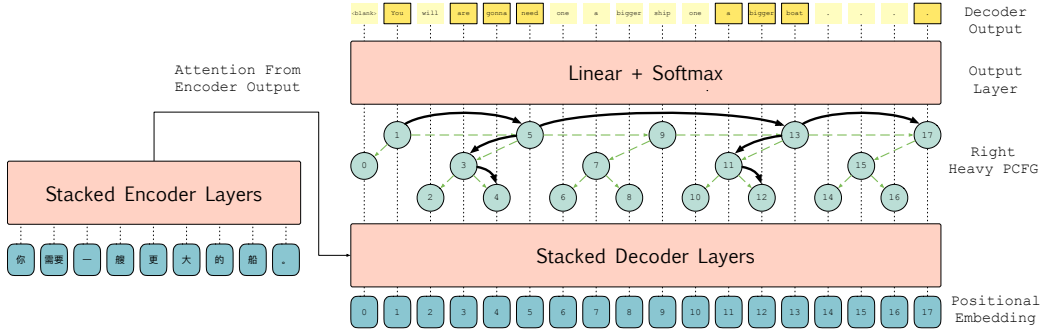 <blank> You will are gonna need one a bigger ship one a bigger boat . . . .
Decoder
Output
Linear + Softmax
Output
Layer
Attention From
Encoder Output
1 5 9 13 17
0 3 7 11 15
2 4 6 8 10 12 14 16
Right
Heavy PCFG
Stacked Encoder Layers
你 需要 一 艘 更 大 的 船 。
Stacked Decoder Layers
0 1 2 3 4 5 6 7 8 9 10 11 12 13 14 15 16 17
Positional
Embedding